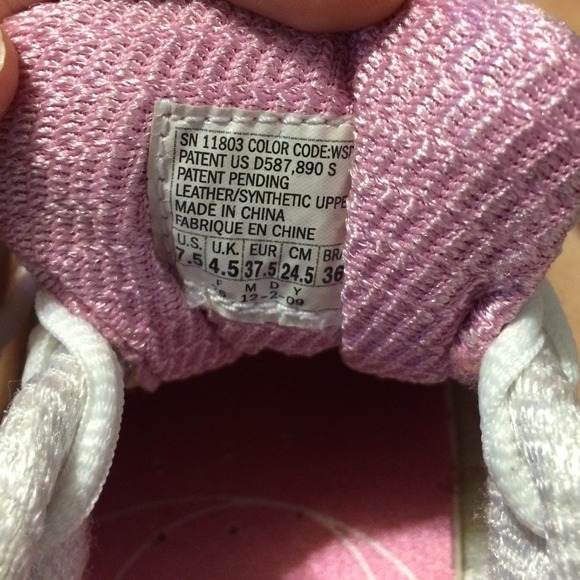 SN 11803 COLOR CODE:WSP
PATENT US D587,890 S
PATENT PENDING
LEATHER/SYNTHETIC UPPE
MADE IN CHINA
FABRIQUE EN CHINE
U.S. U.K. EUR CM BRA
7.5 4.5 37.5 24.5 36
F M D Y
12-2-09